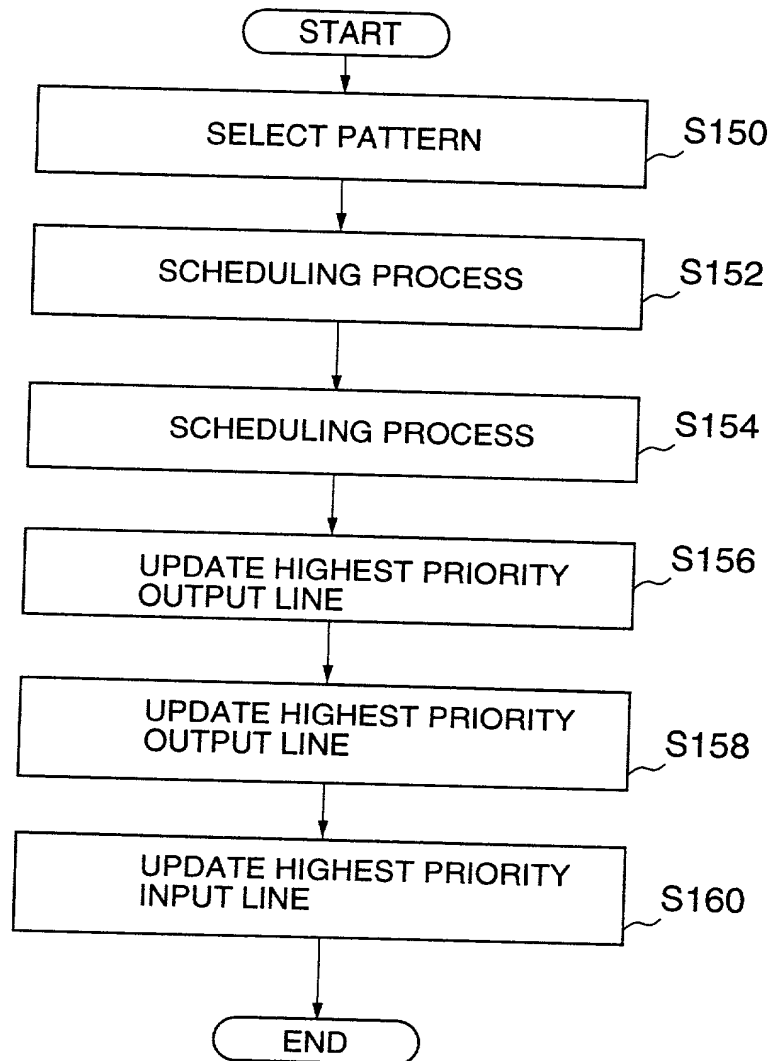 START
SELECT PATTERN
S150
SCHEDULING PROCESS
S152
SCHEDULING PROCESS
S154
UPDATE HIGHEST PRIORITY
OUTPUT LINE
S156
UPDATE HIGHEST PRIORITY
OUTPUT LINE
S158
UPDATE HIGHEST PRIORITY
INPUT LINE
S160
END